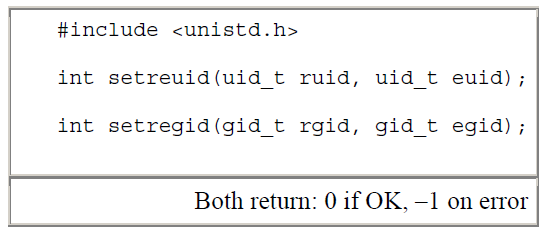 #include <unistd.h>
int setreuid(uid_t ruid, uid_t euid);
int setregid(gid_t rgid, gid_t egid);
Both return: 0 if OK, –1 on error